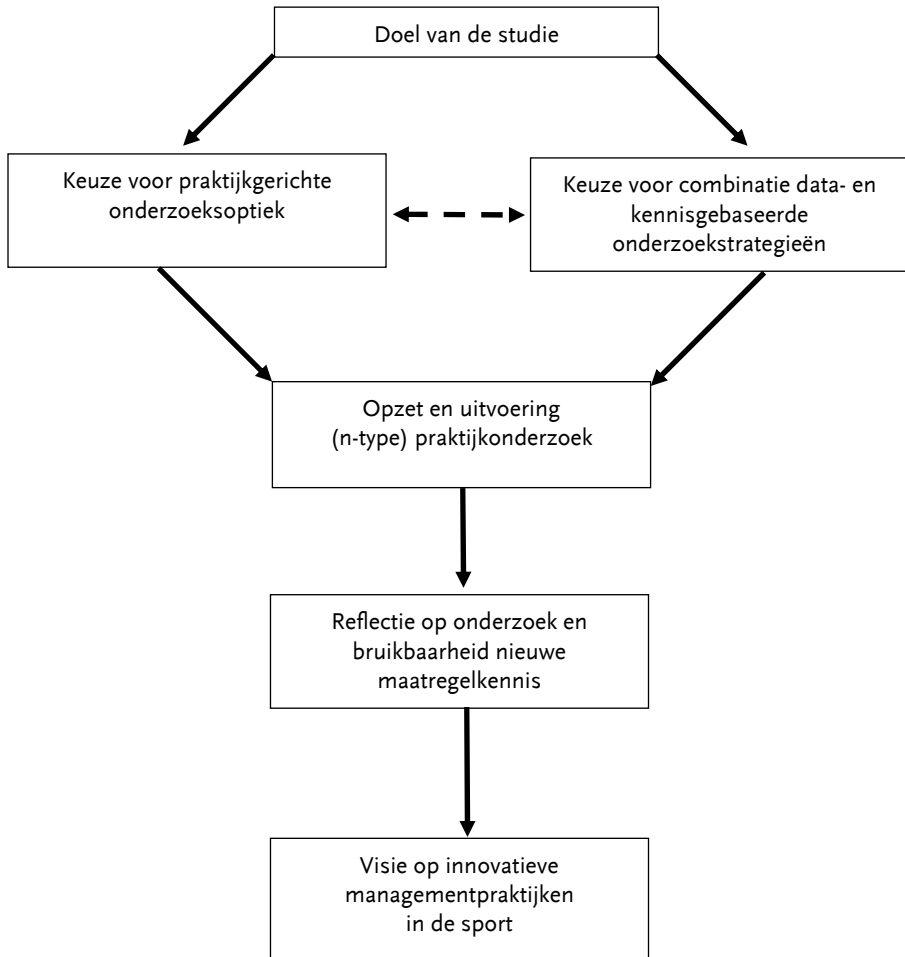 Doel van de studie
Keuze voor praktijkgerichte
onderzoeksoptiek
Keuze voor combinatie data- en
kennisgebaseerde
onderzoekstrategieën
Opzet en uitvoering
(n-type) praktijkonderzoek
Reflectie op onderzoek en
bruikbaarheid nieuwe
maatregelkennis
Visie op innovatieve
managementpraktijken
in de sport